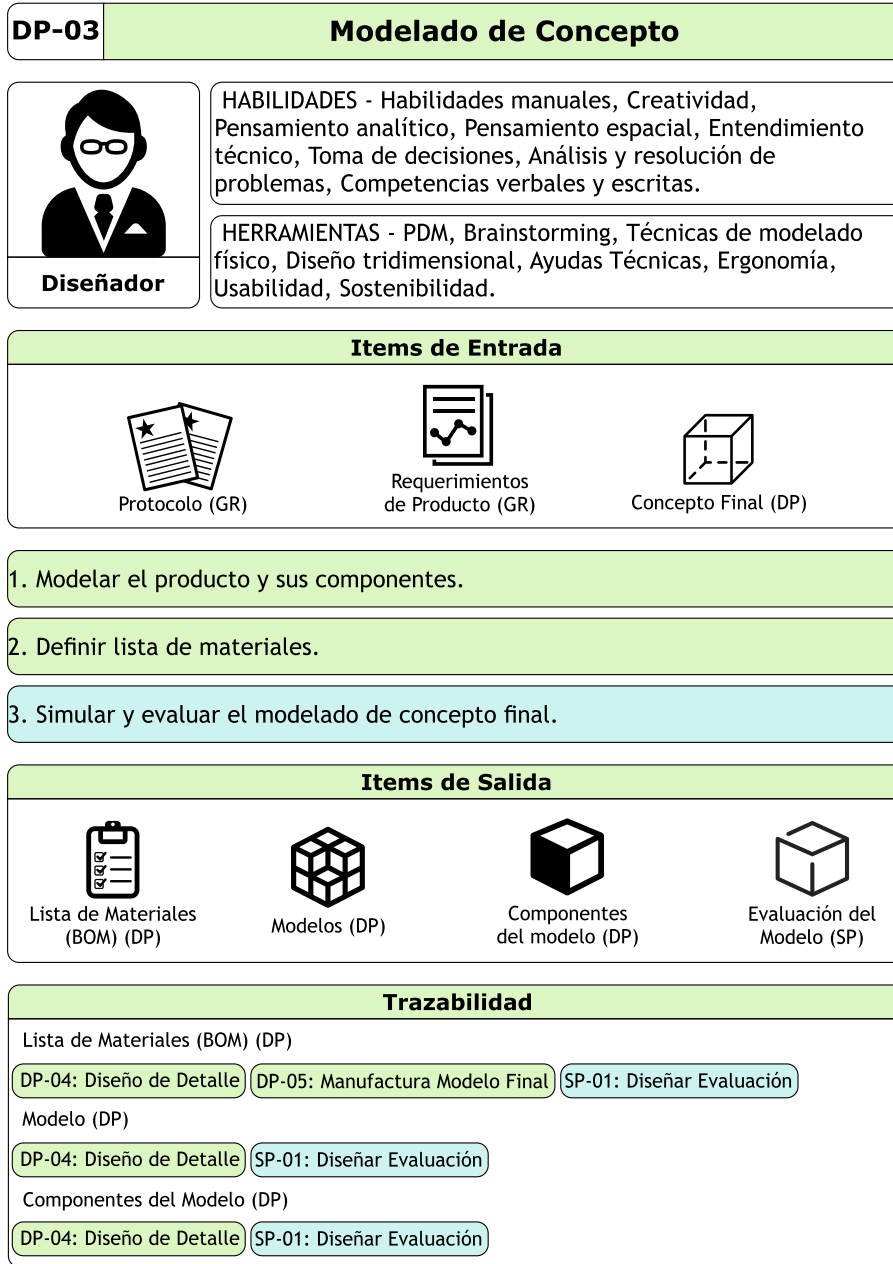 DP-03
Modelado de Concepto
HABILIDADES - Habilidades manuales, Creatividad,
Pensamiento analítico, Pensamiento espacial, Entendimiento
técnico, Toma de decisiones, Análisis y resolución de
problemas, Competencias verbales y escritas.
HERRAMIENTAS - PDM, Brainstorming, Técnicas de modelado
físico, Diseño tridimensional, Ayudas Técnicas, Ergonomía,
Usabilidad, Sostenibilidad.
Diseñador
Items de Entrada
Protocolo (GR)
Requerimientos
de Producto (GR)
Concepto Final (DP)
1. Modelar el producto y sus componentes.
2. Definir lista de materiales.
3. Simular y evaluar el modelado de concepto final.
Items de Salida
Lista de Materiales
(BOM) (DP)
Modelos (DP)
Componentes
del modelo (DP)
Evaluación del
Modelo (SP)
Trazabilidad
Lista de Materiales (BOM) (DP)
DP-04: Diseño de Detalle DP-05: Manufactura Modelo Final SP-01: Diseñar Evaluación
Modelo (DP)
DP-04: Diseño de Detalle SP-01: Diseñar Evaluación
Componentes del Modelo (DP)
DP-04: Diseño de Detalle SP-01: Diseñar Evaluación